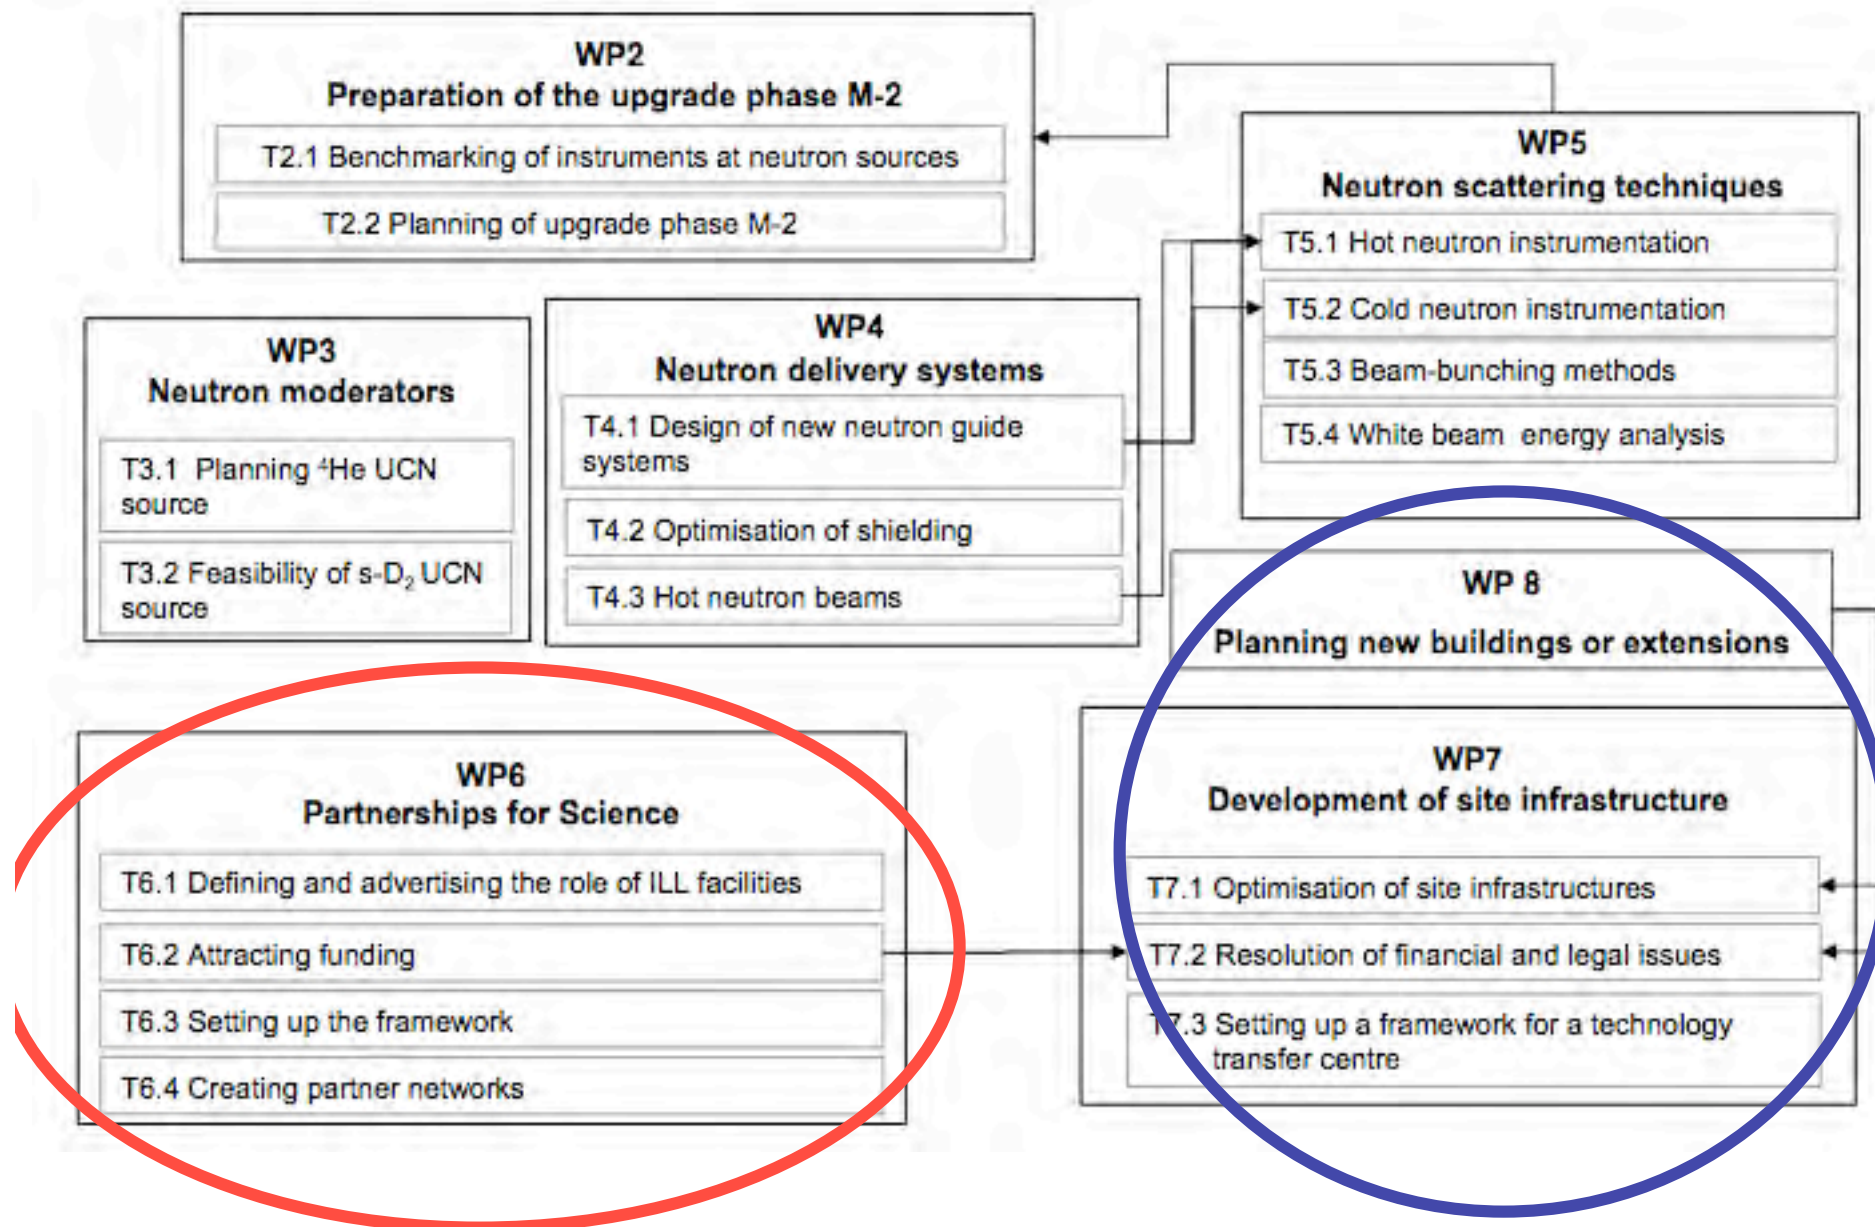 WP2
Preparation of the upgrade phase M-2
T2.1 Benchmarking of instruments at neutron sources
T2.2 Planning of upgrade phase M-2
WP5
Neutron scattering techniques
T5.1 Hot neutron instrumentation
T5.2 Cold neutron instrumentation
T5.3 Beam-bunching methods
T5.4 White beam energy analysis
WP3
Neutron moderators
T3.1 Planning ⁴He UCN
source
T3.2 Feasibility of s-D₂ UCN
source
WP4
Neutron delivery systems
T4.1 Design of new neutron guide
systems
T4.2 Optimisation of shielding
T4.3 Hot neutron beams
WP 8
Planning new buildings or extensions
WP6
Partnerships for Science
T6.1 Defining and advertising the role of ILL facilities
T6.2 Attracting funding
T6.3 Setting up the framework
T6.4 Creating partner networks
WP7
Development of site infrastructure
T7.1 Optimisation of site infrastructures
T7.2 Resolution of financial and legal issues
T7.3 Setting up a framework for a technology
transfer centre